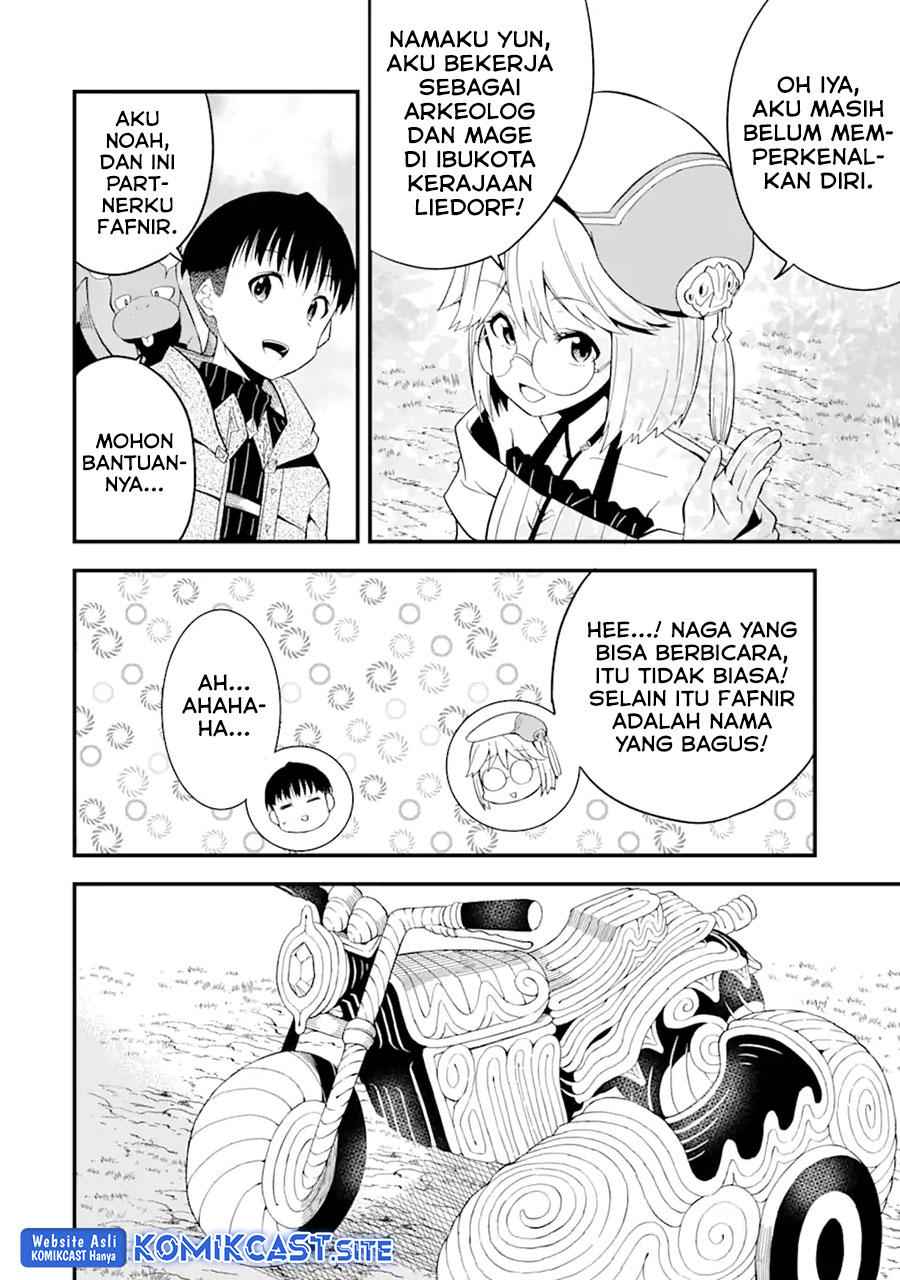 OH IYA,
AKU MASIH
BELUM MEM-
PERKENAL-
KAN DIRI.
NAMAKU YUN,
AKU BEKERJA
SEBAGAI
ARKEOLOG
DAN MAGE
DI IBUKOTA
KERAJAAN
LIEDORF!
AKU
NOAH,
DAN INI
PART-
NERKU
FAFNIR.
MOHON
BANTUAN-
NYA...
HEE...! NAGA YANG
BISA BERBICARA,
ITU TIDAK BIASA!
SELAIN ITU FAFNIR
ADALAH NAMA
YANG BAGUS!
AH...
AHAHA-
HA...
Website Asli
KOMIKCAST Hanya
KOMIKCAST.SITE